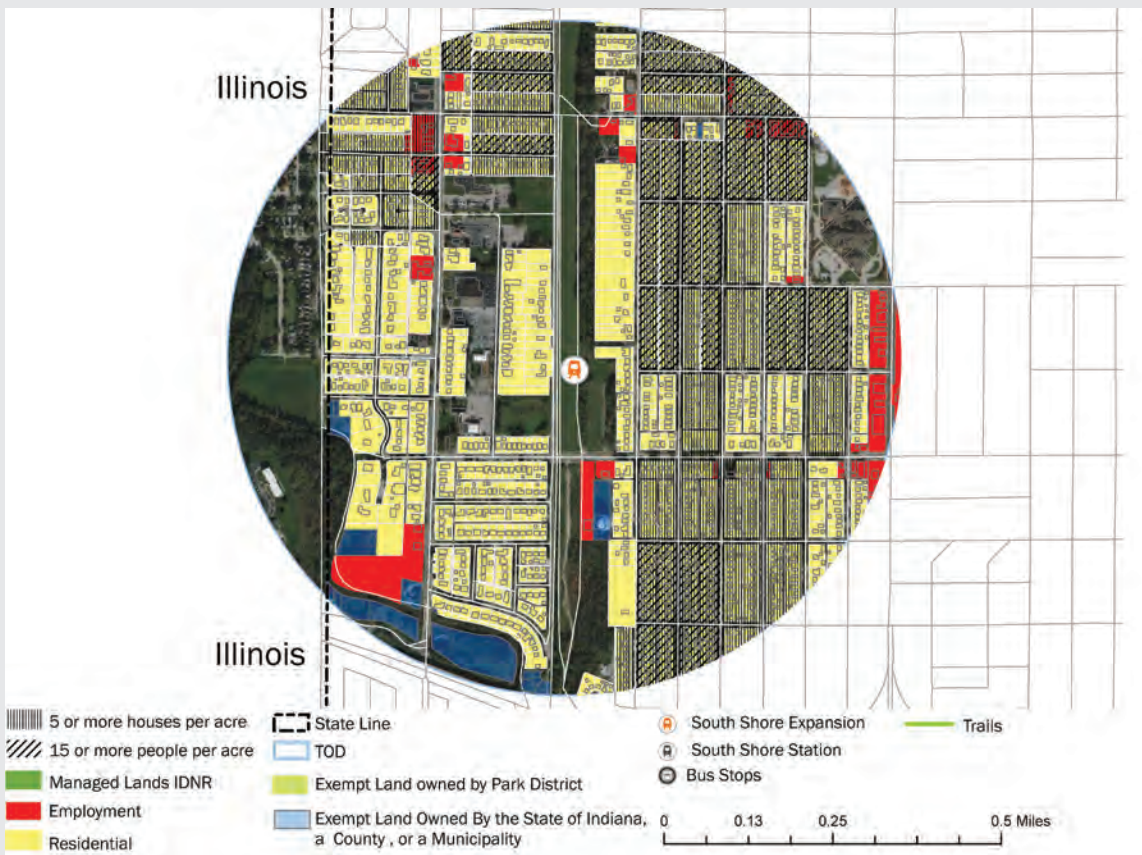 Illinois
Illinois
5 or more houses per acre
15 or more people per acre
Managed Lands IDNR
Employment
Residential
State Line
TOD
Exempt Land owned by Park District
Exempt Land Owned By the State of Indiana,
a County , or a Municipality
South Shore Expansion
South Shore Station
Bus Stops
Trails
0 0.13 0.25 0.5 Miles